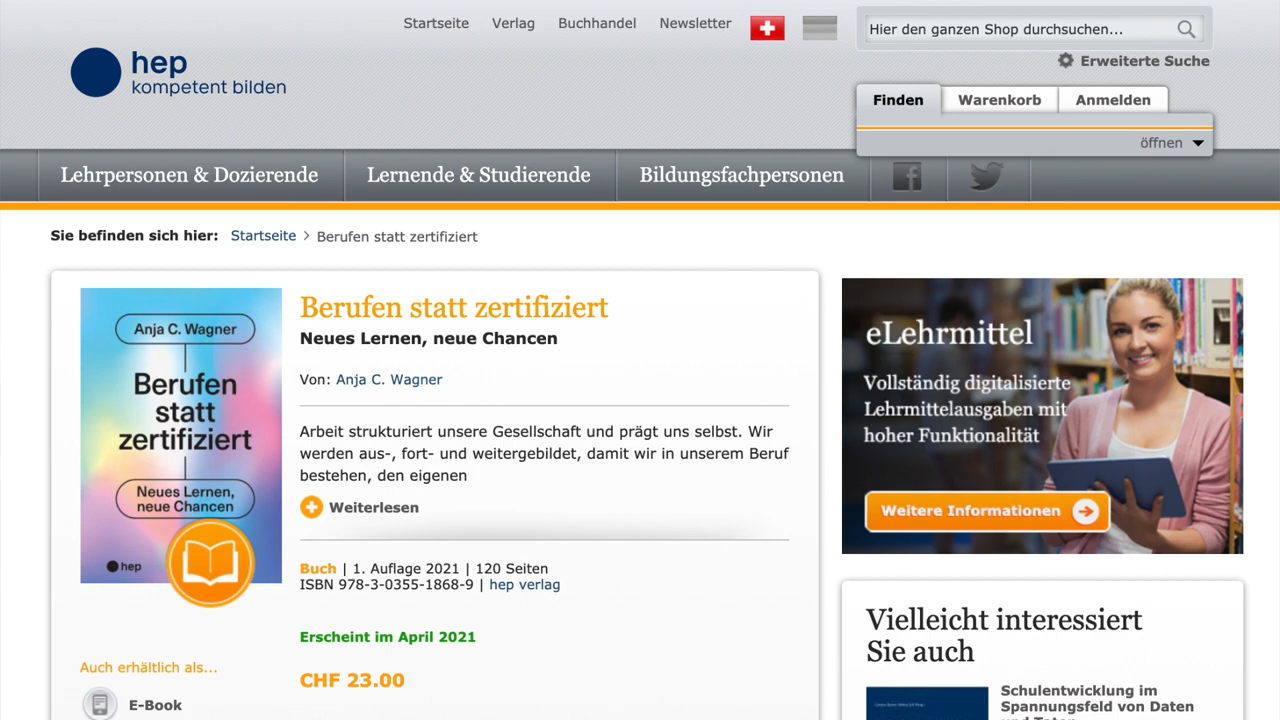 Startseite Verlag Buchhandel Newsletter
Hier den ganzen Shop durchsuchen...
Erweiterte Suche
hep
kompetent bilden
Finden Warenkorb Anmelden
öffnen
Lehrpersonen & Dozierende Lernende & Studierende Bildungsfachpersonen
Sie befinden sich hier: Startseite > Berufen statt zertifiziert
Anja C. Wagner
Berufen
statt
zertifiziert
Neues Lernen,
neue Chancen
hep
Auch erhältlich als...
E-Book
Berufen statt zertifiziert
Neues Lernen, neue Chancen
Von: Anja C. Wagner
Arbeit strukturiert unsere Gesellschaft und prägt uns selbst. Wir
werden aus-, fort- und weitergebildet, damit wir in unserem Beruf
bestehen, den eigenen
Weiterlesen
Buch | 1. Auflage 2021 | 120 Seiten
ISBN 978-3-0355-1868-9 | hep verlag
Erscheint im April 2021
CHF 23.00
eLehrmittel
Vollständig digitalisierte
Lehrmittelausgaben mit
hoher Funktionalität
Weitere Informationen
Vielleicht interessiert
Sie auch
Schulentwicklung im
Spannungsfeld von Daten
und Taten